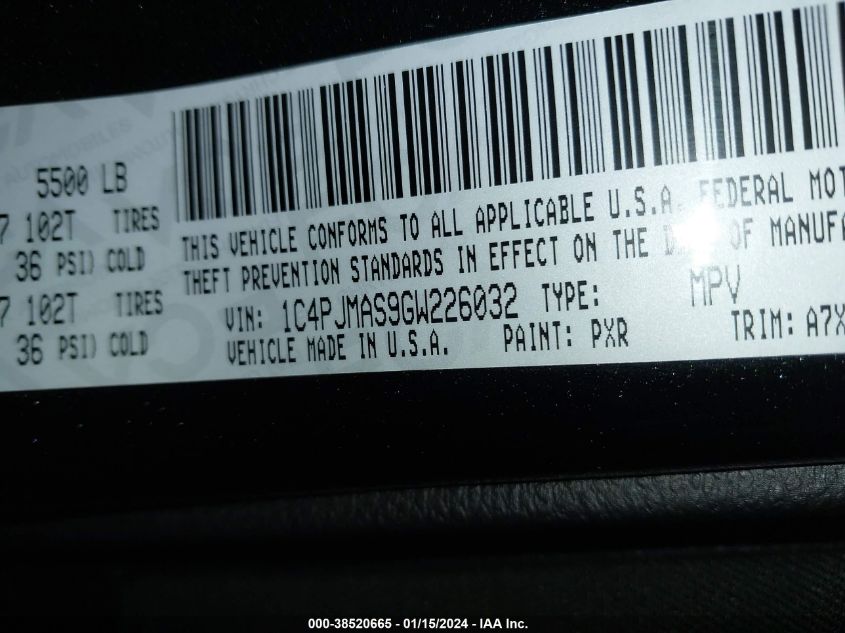 5500 LB
7 102T TIRES
36 PSI) COLD
7 102T TIRES
36 PSI) COLD
THIS VEHICLE CONFORMS TO ALL APPLICABLE U.S.A. FEDERAL MOT
THEFT PREVENTION STANDARDS IN EFFECT ON THE OF MANUFA
VIN: 1C4PJMAS9GW226032 TYPE: MPV
VEHICLE MADE IN U.S.A. PAINT: PXR TRIM: A7X
000-38520665 - 01/15/2024 - IAA Inc.